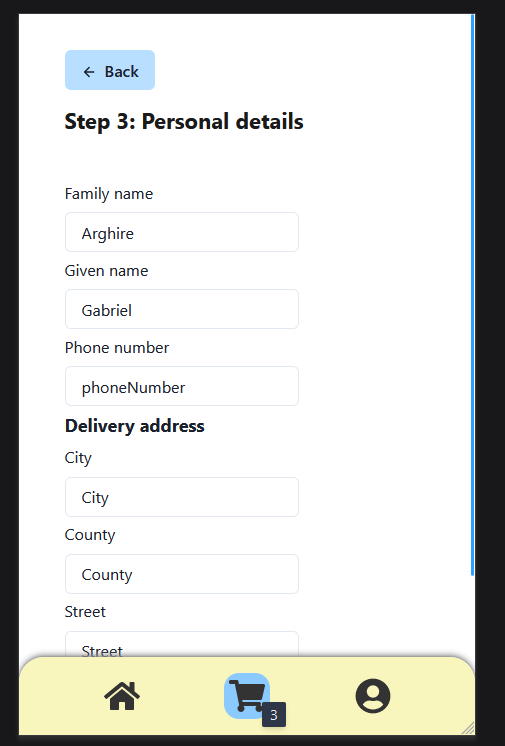 ← Back
Step 3: Personal details
Family name
Arghire
Given name
Gabriel
Phone number
phoneNumber
Delivery address
City
City
County
County
Street
Street
3